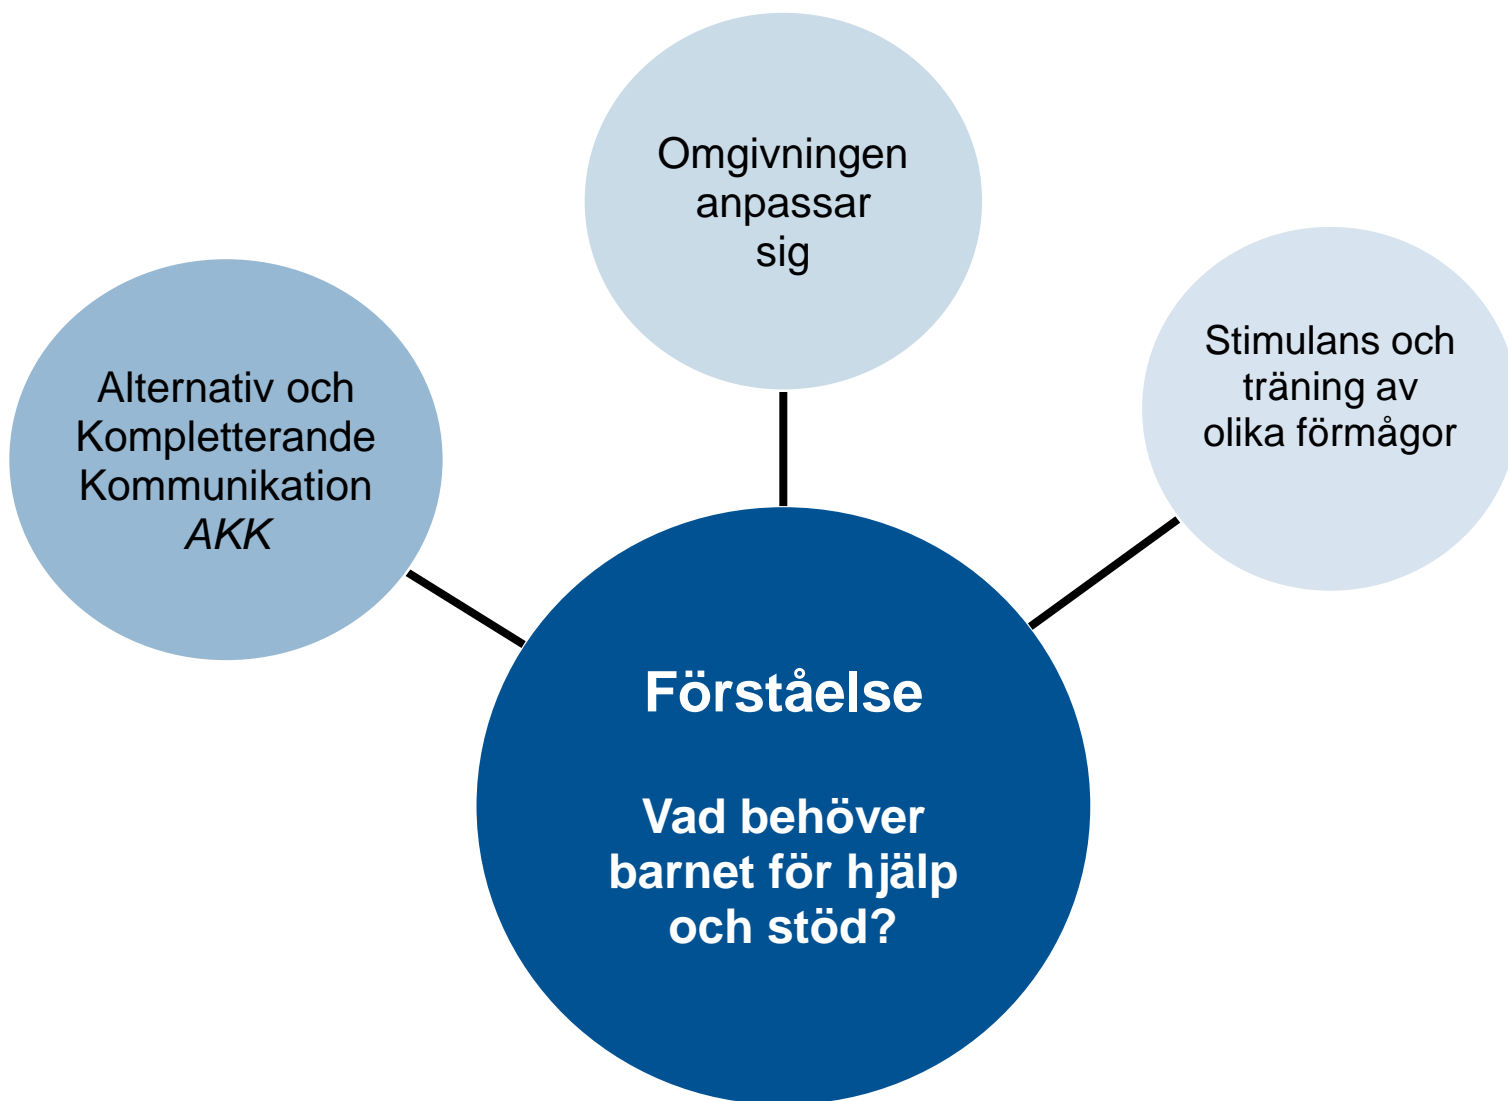 Omgivningen
anpassar
sig
Alternativ och
Kompletterande
Kommunikation
AKK
Stimulans och
träning av
olika förmågor
Förståelse
Vad behöver
barnet för hjälp
och stöd?